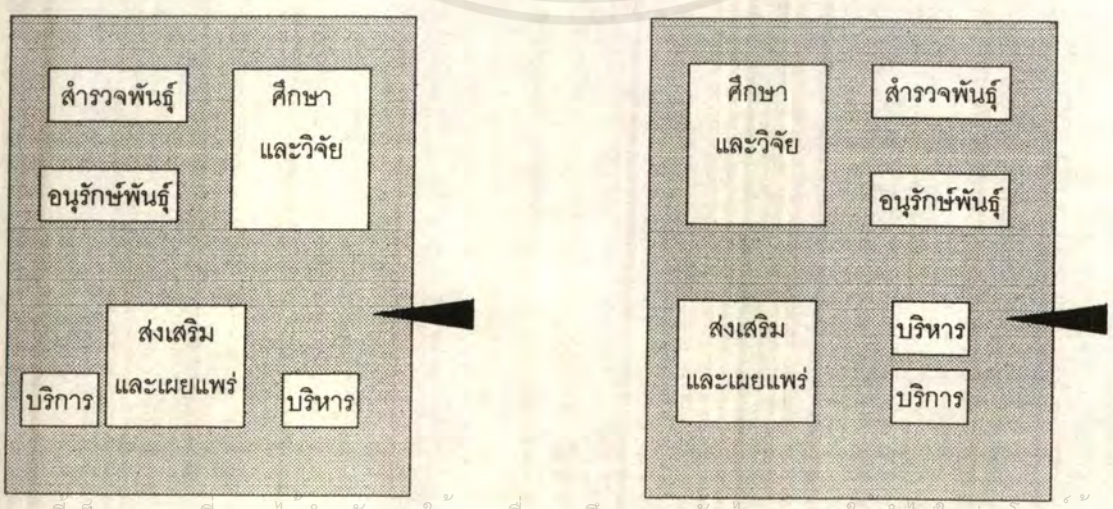 สำรวจพันธุ์
ศึกษา
และวิจัย
อนุรักษ์พันธุ์
ส่งเสริม
และเผยแพร่
บริการ
บริหาร
ศึกษา
และวิจัย
สำรวจพันธุ์
อนุรักษ์พันธุ์
ส่งเสริม
และเผยแพร่
บริหาร
บริการ